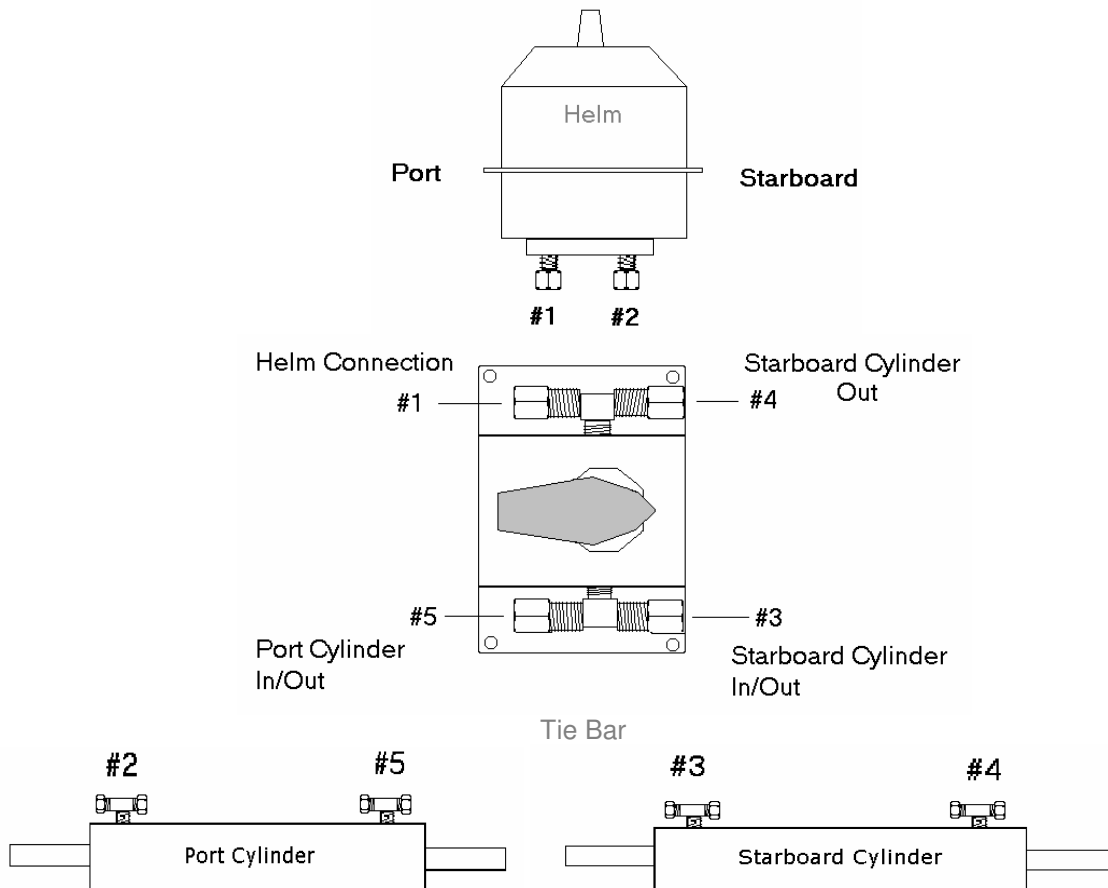 Helm
Port
Starboard
#1 #2
Helm Connection
Starboard Cylinder
Out
#1
#4
#5
#3
Port Cylinder
In/Out
Starboard Cylinder
In/Out
Tie Bar
#2 #5 #3 #4
Port Cylinder
Starboard Cylinder